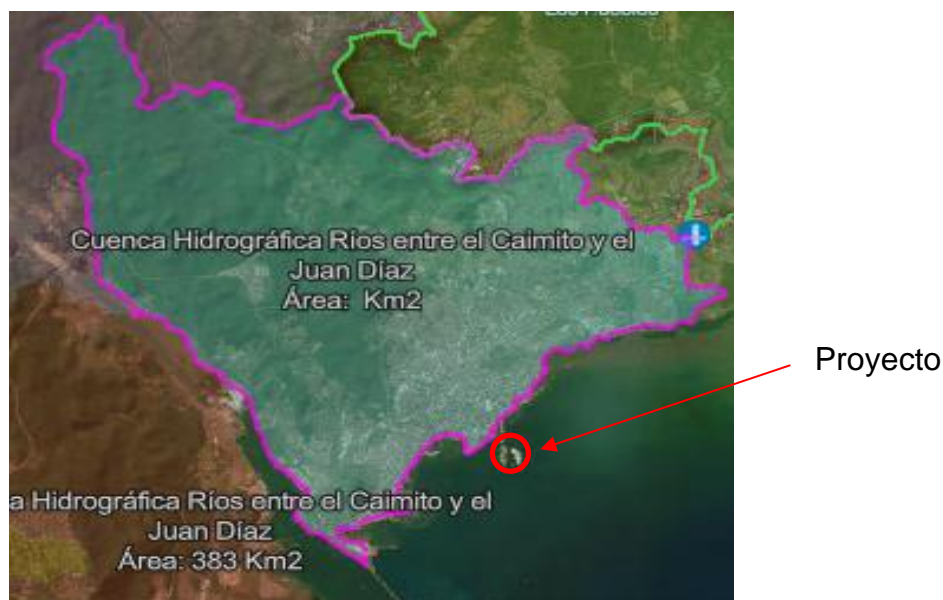 Cuenca Hidrográfica Ríos entre el Caimito y el
Juan Díaz
Área: Km2
Proyecto
a Hidrográfica Ríos entre el Caimito y el
Juan Díaz
Área: 383 Km2